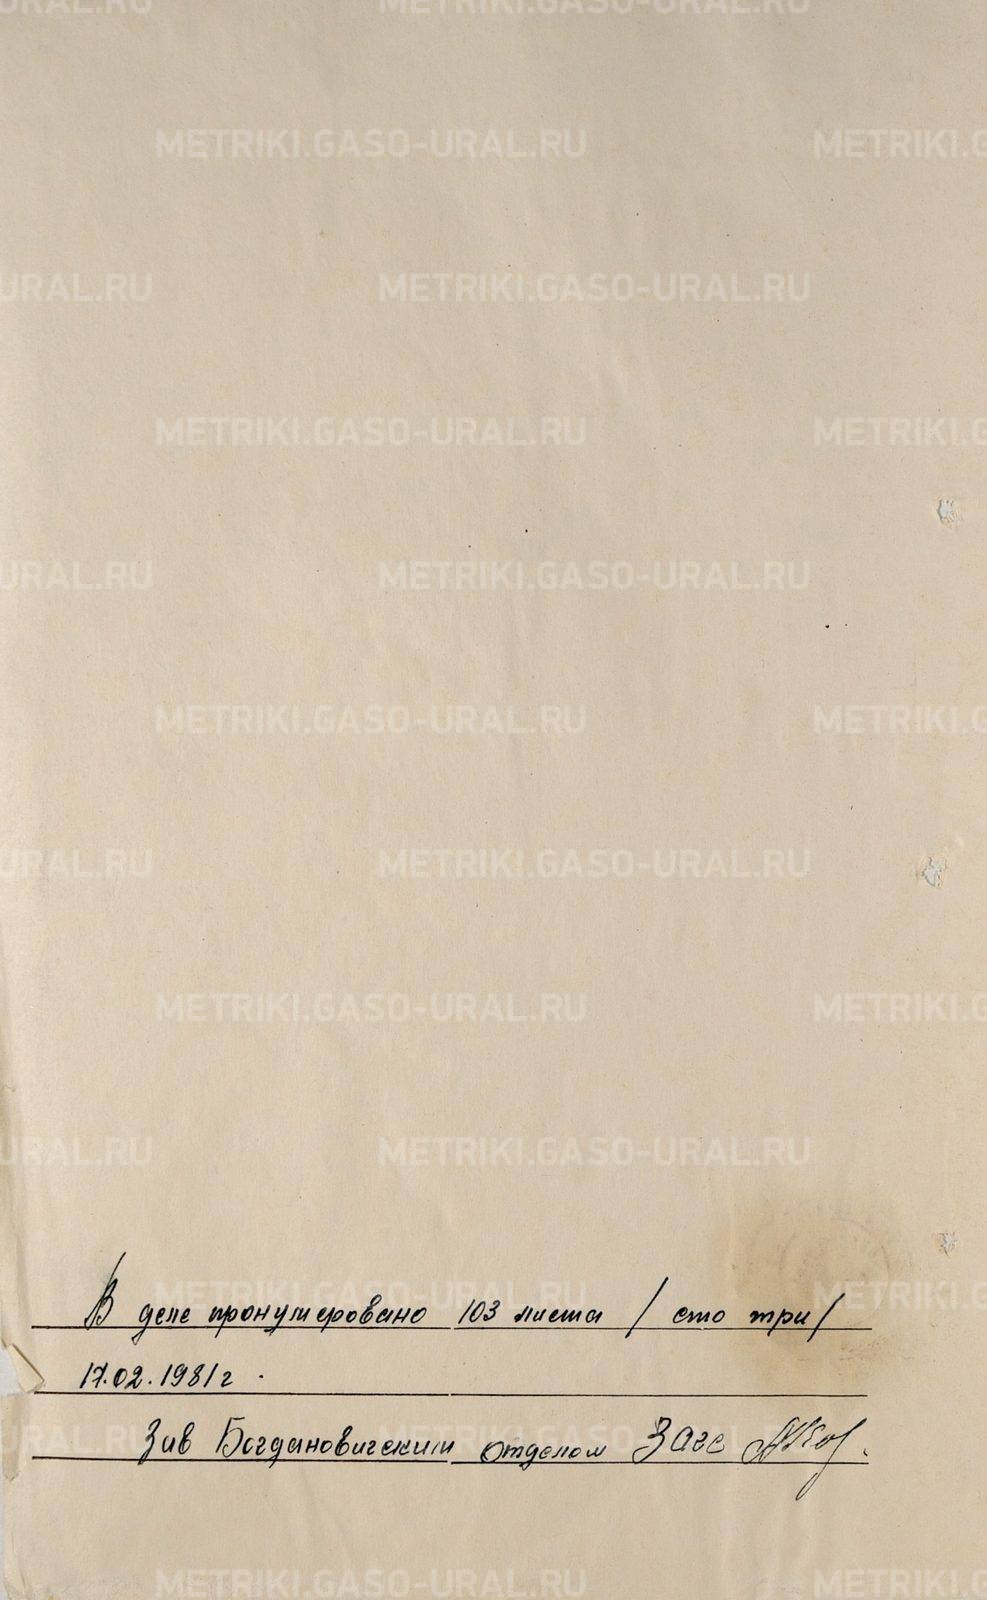 В деле пронумеровано 103 листа / сто три /
17.02.1981г.
Зав Богдановичским отделом Загс